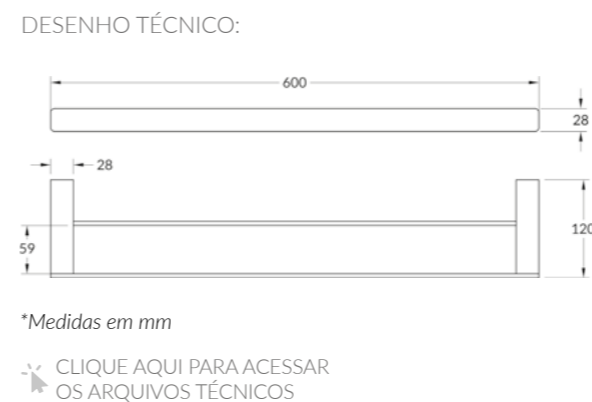 DESENHO TÉCNICO:
600
28
28
120
59
*Medidas em mm
CLIQUE AQUI PARA ACESSAR
OS ARQUIVOS TÉCNICOS